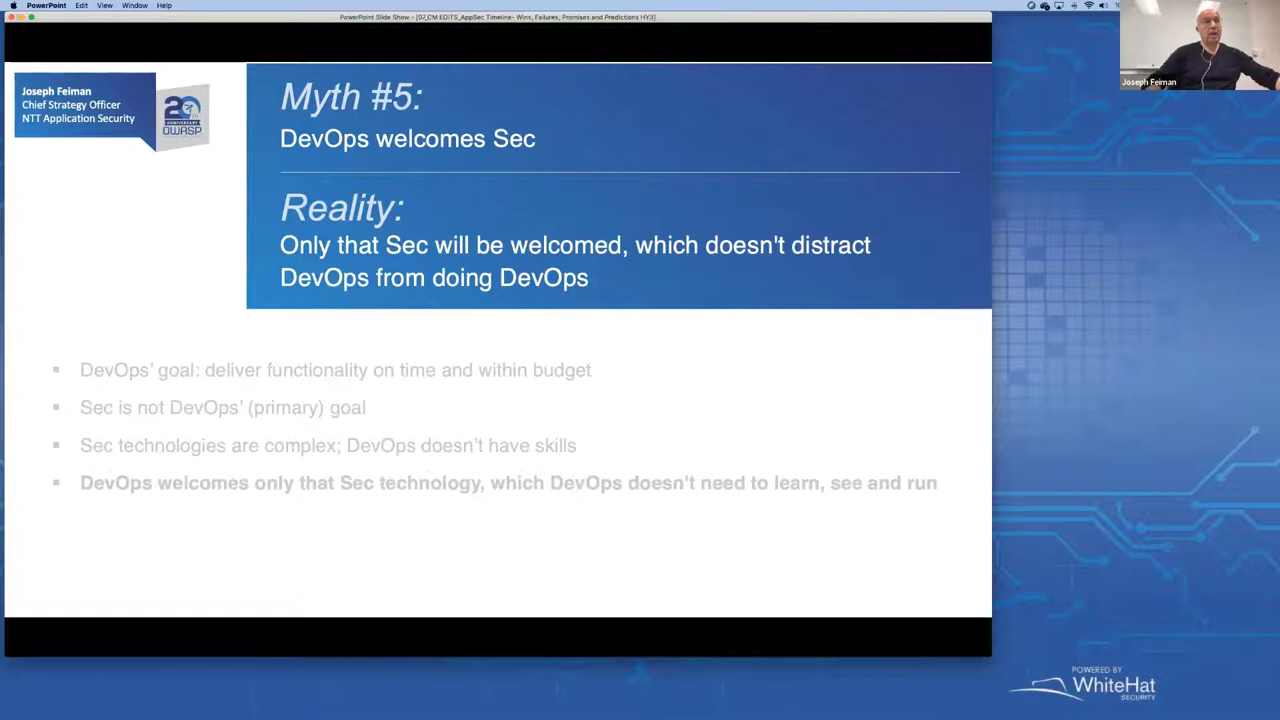 PowerPoint Edit View Window Help
PowerPoint Slide Show - [07_CM EDITS_AppSec Timeline- Wins, Failures, Promises and Predictions HY3]
Joseph Feiman
Joseph Feiman
Chief Strategy Officer
NTT Application Security
20
ANNIVERSARY
OWASP
Myth #5:
DevOps welcomes Sec
Reality:
Only that Sec will be welcomed, which doesn't distract
DevOps from doing DevOps
▪ DevOps’ goal: deliver functionality on time and within budget
▪ Sec is not DevOps’ (primary) goal
▪ Sec technologies are complex; DevOps doesn’t have skills
▪ DevOps welcomes only that Sec technology, which DevOps doesn’t need to learn, see and run
POWERED BY
WhiteHat
SECURITY